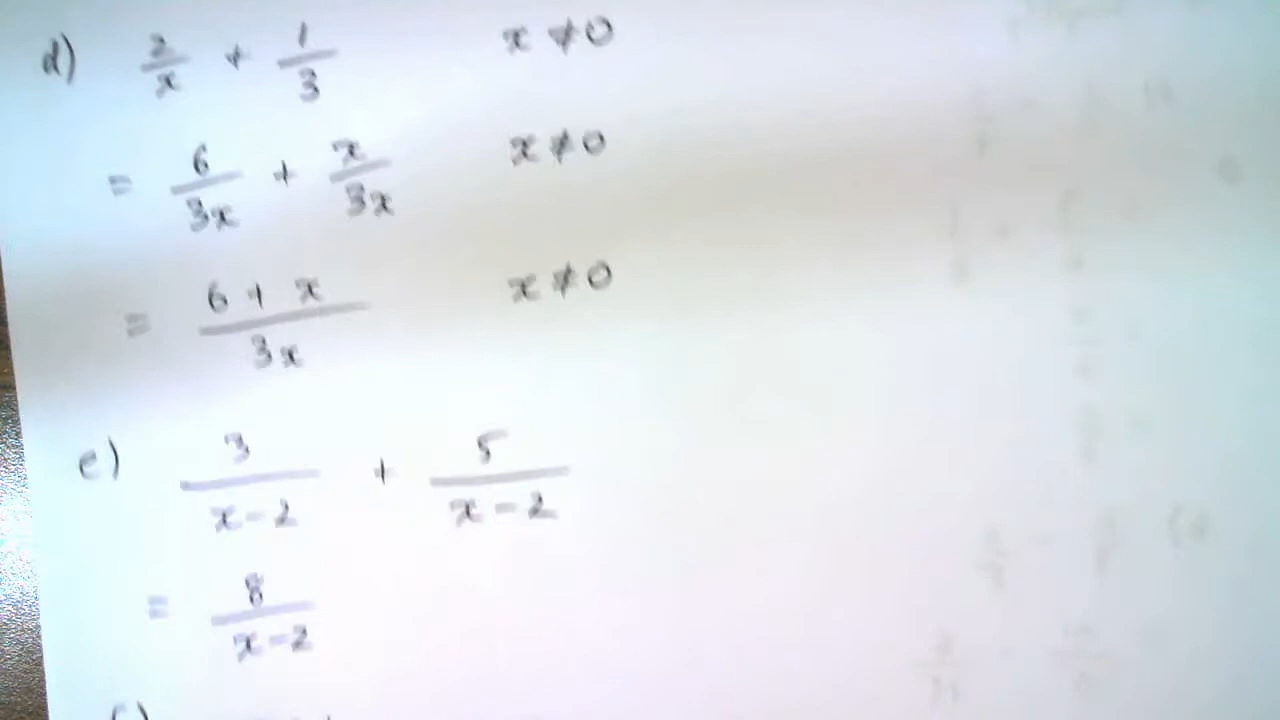 d) 2/x + 1/3 x ≠ 0
= 6/3x + x/3x x ≠ 0
= 6 + x/3x x ≠ 0
e) 3/x - 2 + 5/x - 2
= 8/x - 2